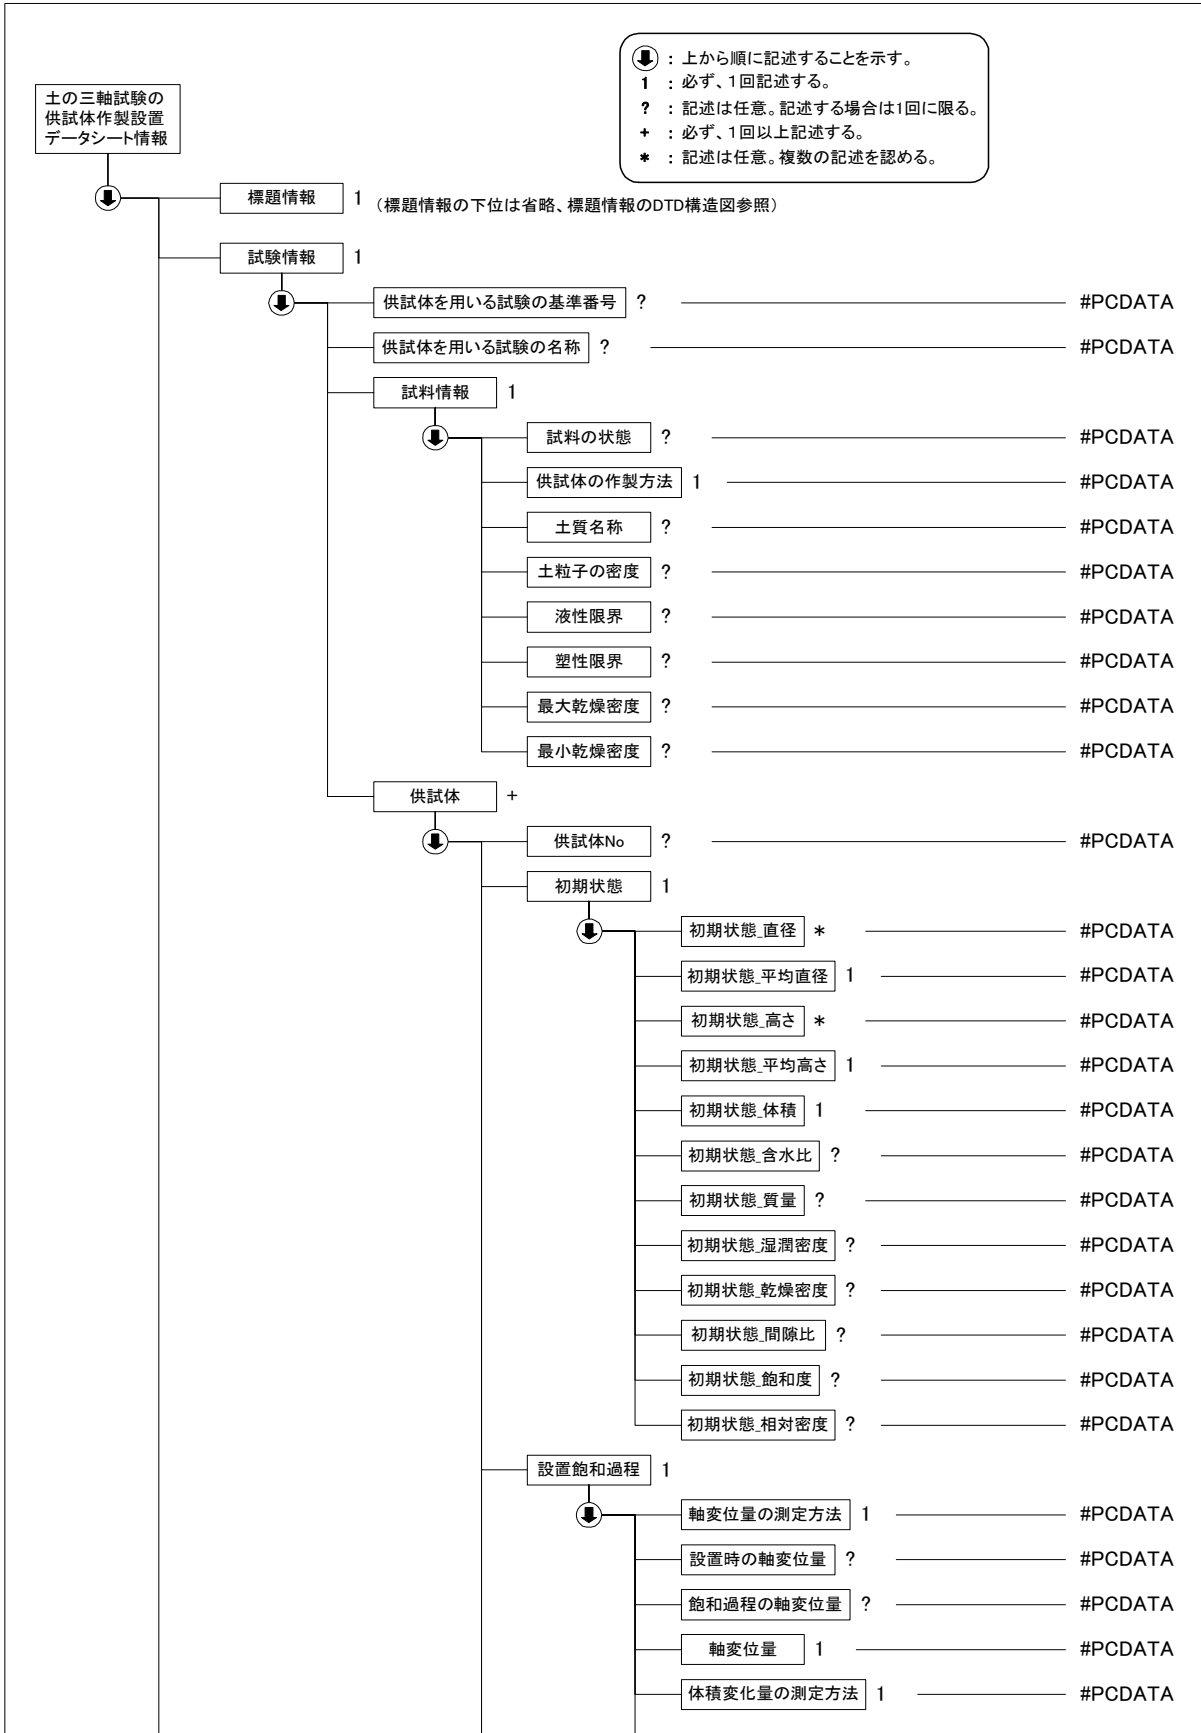 ⬇ : 上から順に記述することを示す。
1 : 必ず、1回記述する。
? : 記述は任意。記述する場合は1回に限る。
+ : 必ず、1回以上記述する。
* : 記述は任意。複数の記述を認める。
土の三軸試験の
供試体作製設置
データシート情報
標題情報 1 (標題情報の下位は省略、標題情報のDTD構造図参照)
試験情報 1
供試体を用いる試験の基準番号 ? #PCDATA
供試体を用いる試験の名称 ? #PCDATA
試料情報 1
試料の状態 ? #PCDATA
供試体の作製方法 1 #PCDATA
土質名称 ? #PCDATA
土粒子の密度 ? #PCDATA
液性限界 ? #PCDATA
塑性限界 ? #PCDATA
最大乾燥密度 ? #PCDATA
最小乾燥密度 ? #PCDATA
供試体 +
供試体No ? #PCDATA
初期状態 1
初期状態_直径 * #PCDATA
初期状態_平均直径 1 #PCDATA
初期状態_高さ * #PCDATA
初期状態_平均高さ 1 #PCDATA
初期状態_体積 1 #PCDATA
初期状態_含水比 ? #PCDATA
初期状態_質量 ? #PCDATA
初期状態_湿潤密度 ? #PCDATA
初期状態_乾燥密度 ? #PCDATA
初期状態_間隙比 ? #PCDATA
初期状態_飽和度 ? #PCDATA
初期状態_相対密度 ? #PCDATA
設置飽和過程 1
軸変位量の測定方法 1 #PCDATA
設置時の軸変位量 ? #PCDATA
飽和過程の軸変位量 ? #PCDATA
軸変位量 1 #PCDATA
体積変化量の測定方法 1 #PCDATA